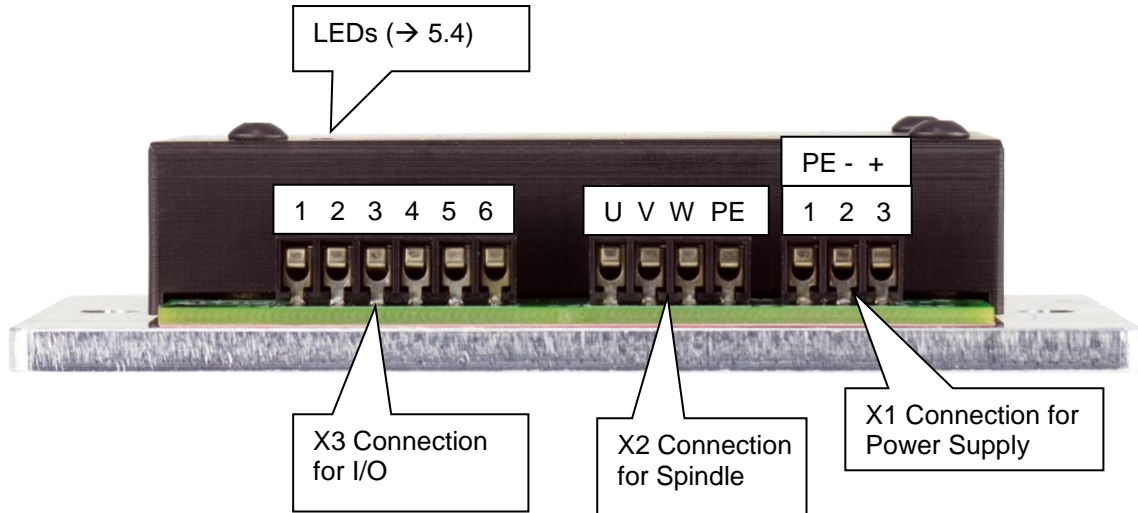 LEDs (→ 5.4)
PE - +
1 2 3 4 5 6
U V W PE
1 2 3
X3 Connection
for I/O
X2 Connection
for Spindle
X1 Connection for
Power Supply